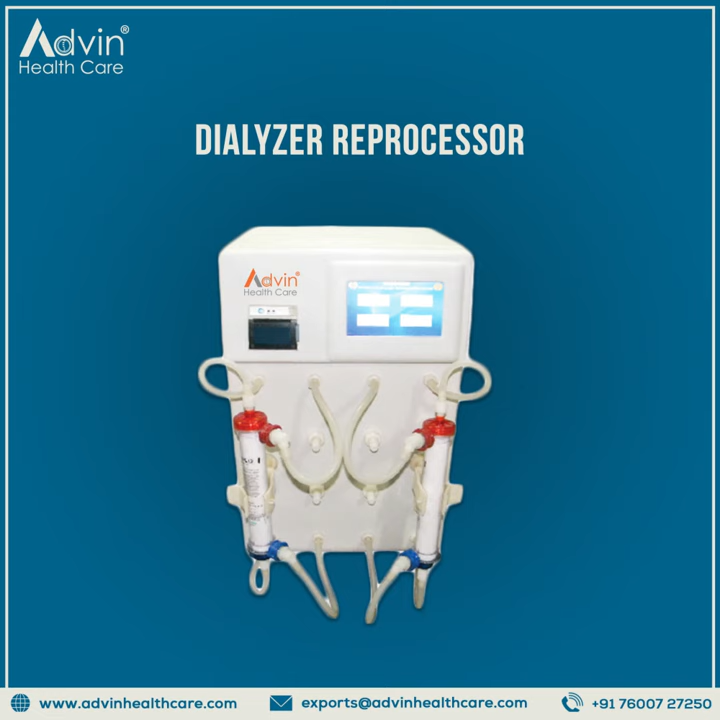 Advin®
Health Care
DIALYZER REPROCESSOR
Advin®
Health Care
www.advinhealthcare.com
exports@advinhealthcare.com
+91 76007 27250